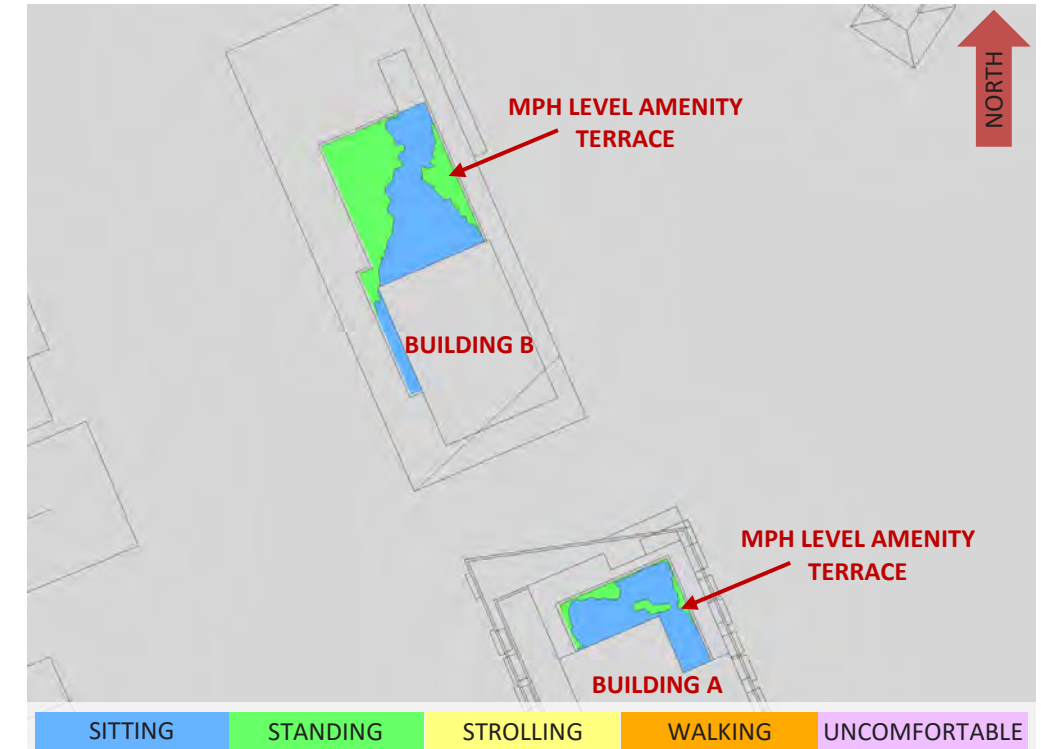 NORTH
MPH LEVEL AMENITY
TERRACE
BUILDING B
MPH LEVEL AMENITY
TERRACE
BUILDING A
SITTING
STANDING
STROLLING
WALKING
UNCOMFORTABLE